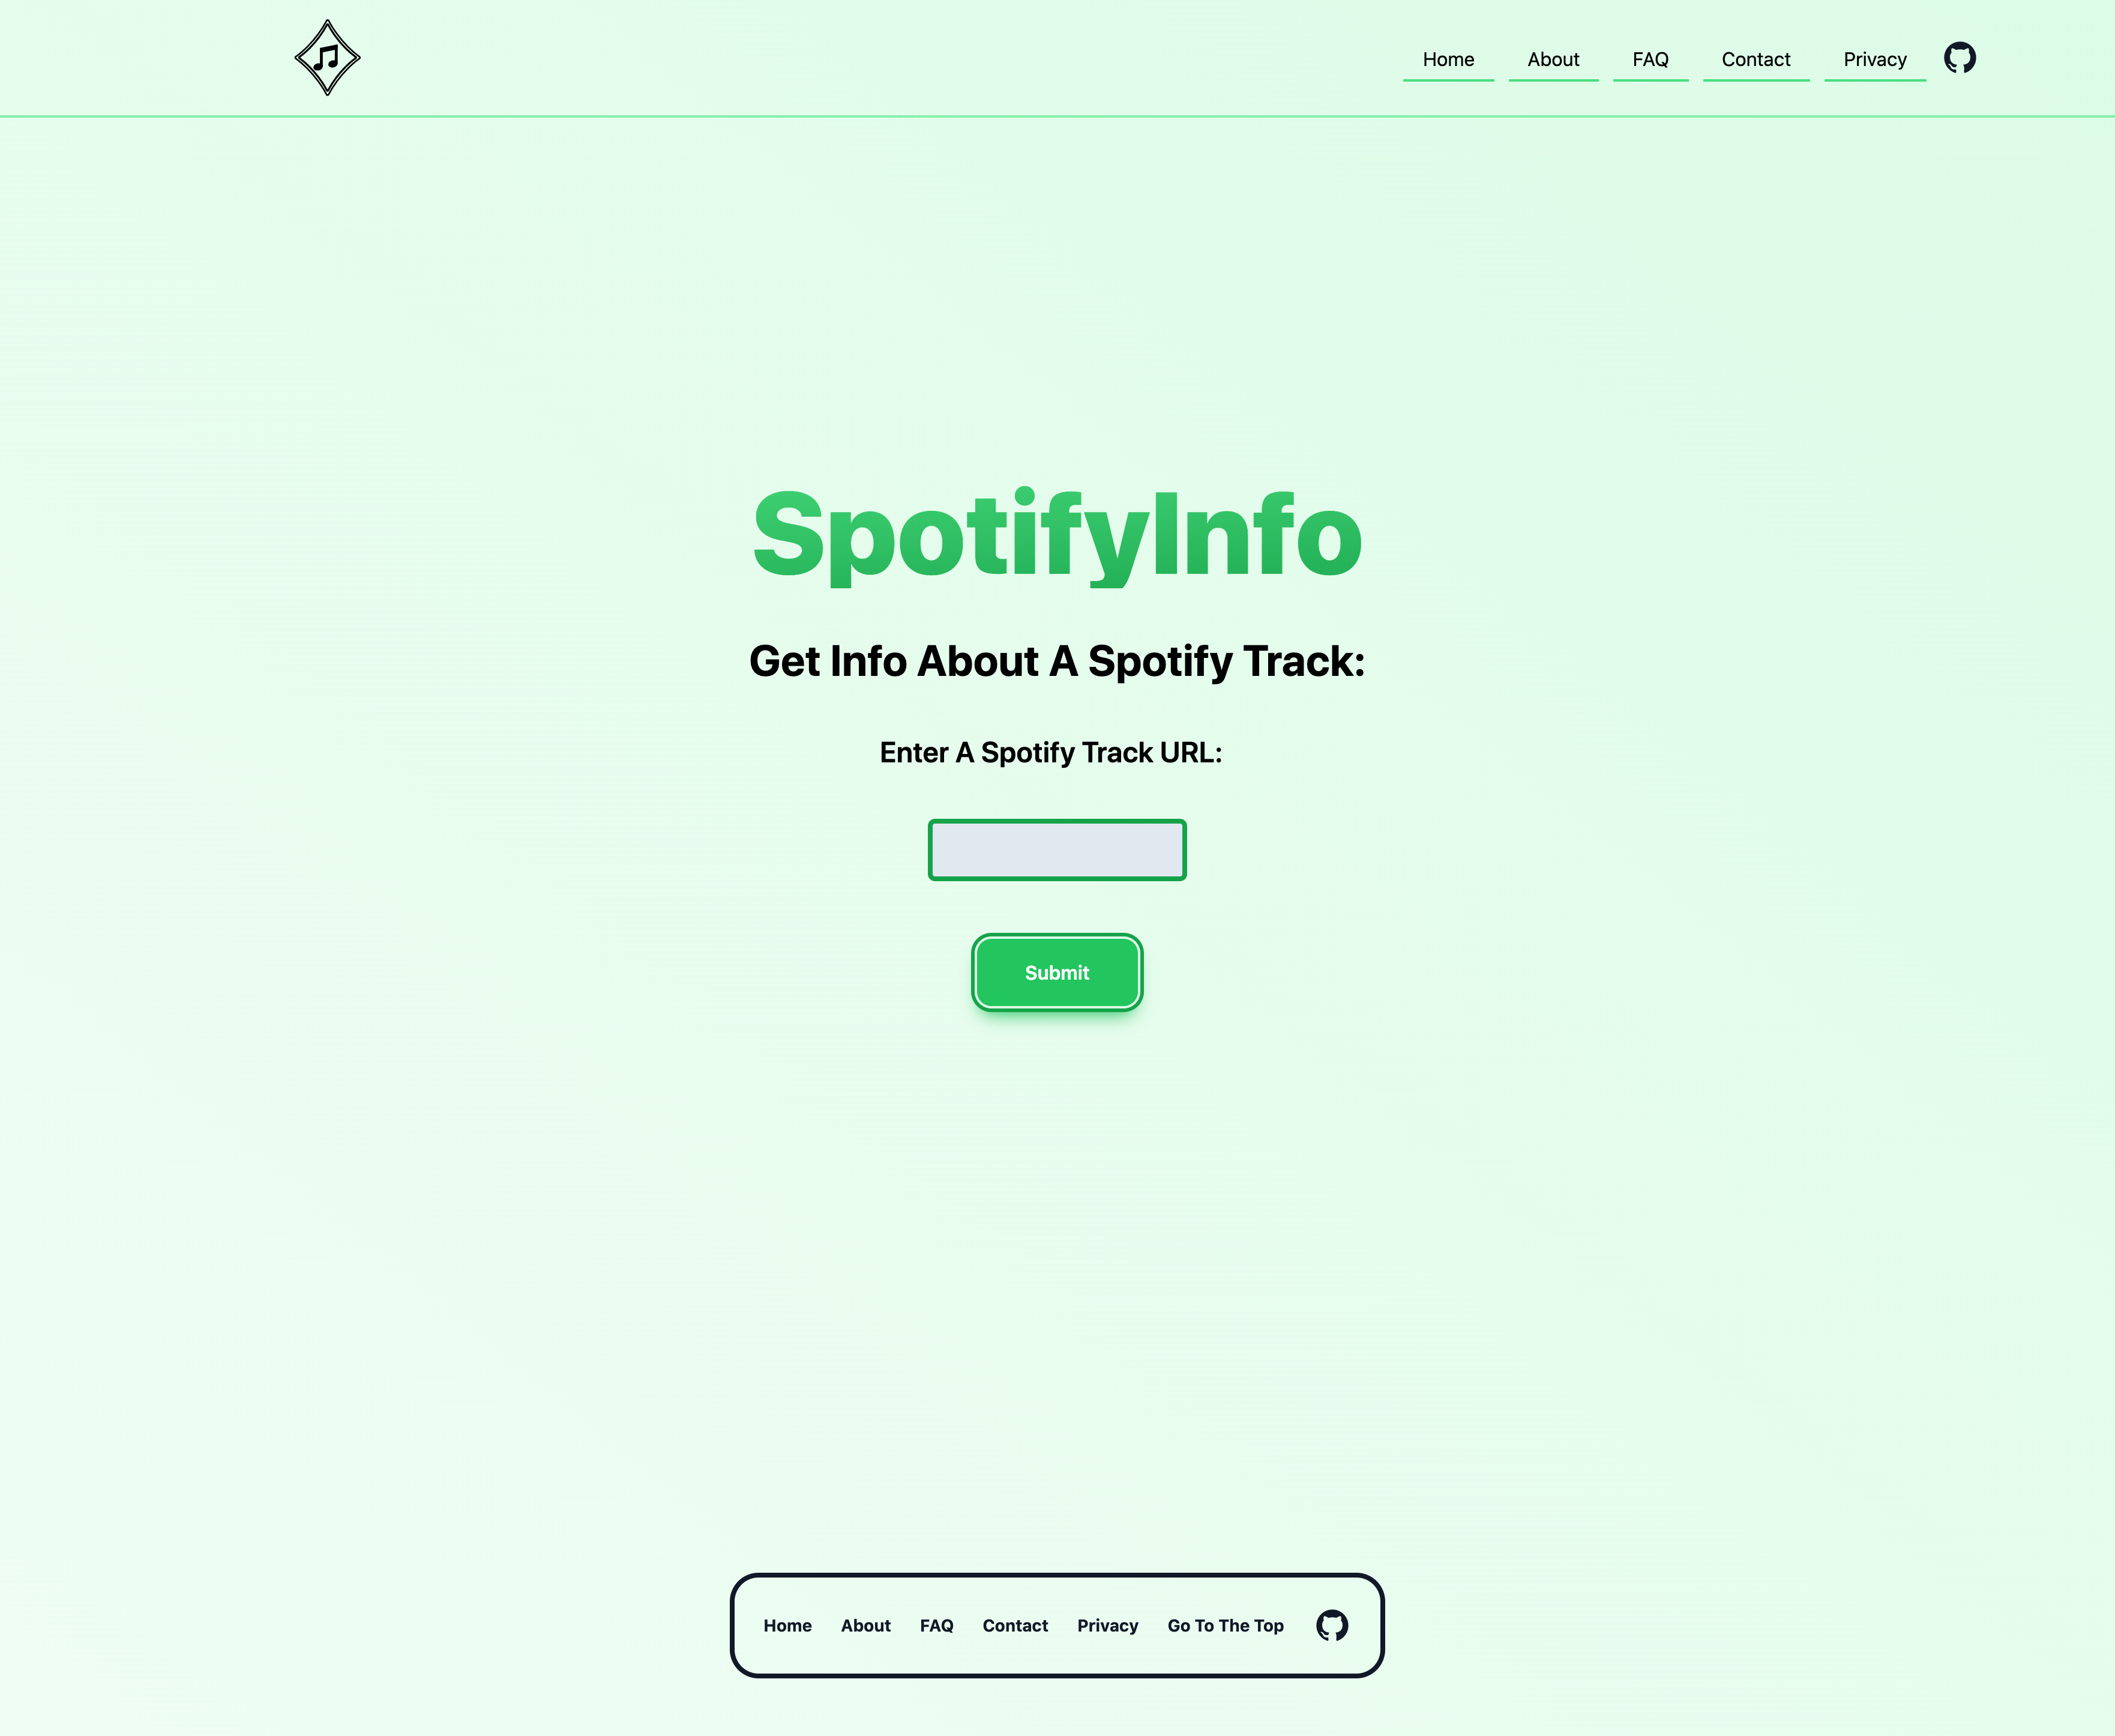 Home About FAQ Contact Privacy
SpotifyInfo
Get Info About A Spotify Track:
Enter A Spotify Track URL:
Submit
Home About FAQ Contact Privacy Go To The Top